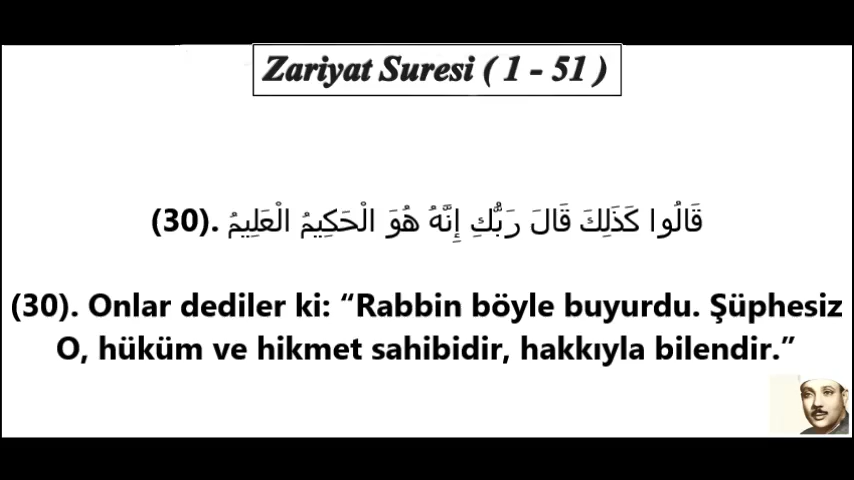 Zariyat Suresi ( 1 - 51 )
(30). قَالُوا كَذَلِكَ قَالَ رَبُّكِ إِنَّهُ هُوَ الْحَكِيمُ الْعَلِيمُ
(30). Onlar dediler ki: “Rabbin böyle buyurdu. Şüphesiz
O, hüküm ve hikmet sahibidir, hakkıyla bilendir.”